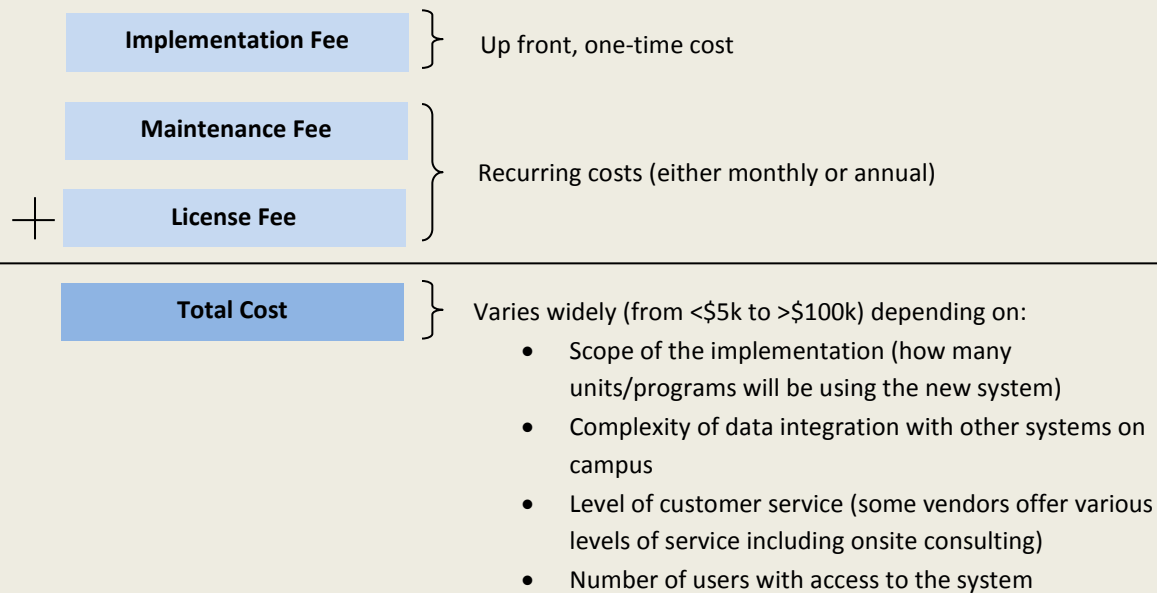 Implementation Fee
Up front, one-time cost
Maintenance Fee
Recurring costs (either monthly or annual)
+ License Fee
Total Cost
Varies widely (from <$5k to >$100k) depending on:
• Scope of the implementation (how many
units/programs will be using the new system)
• Complexity of data integration with other systems on
campus
• Level of customer service (some vendors offer various
levels of service including onsite consulting)
• Number of users with access to the system